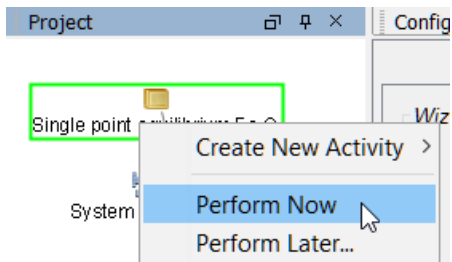 Project
Config
Single point
Wiz
Create New Activity
System
Perform Now
Perform Later...